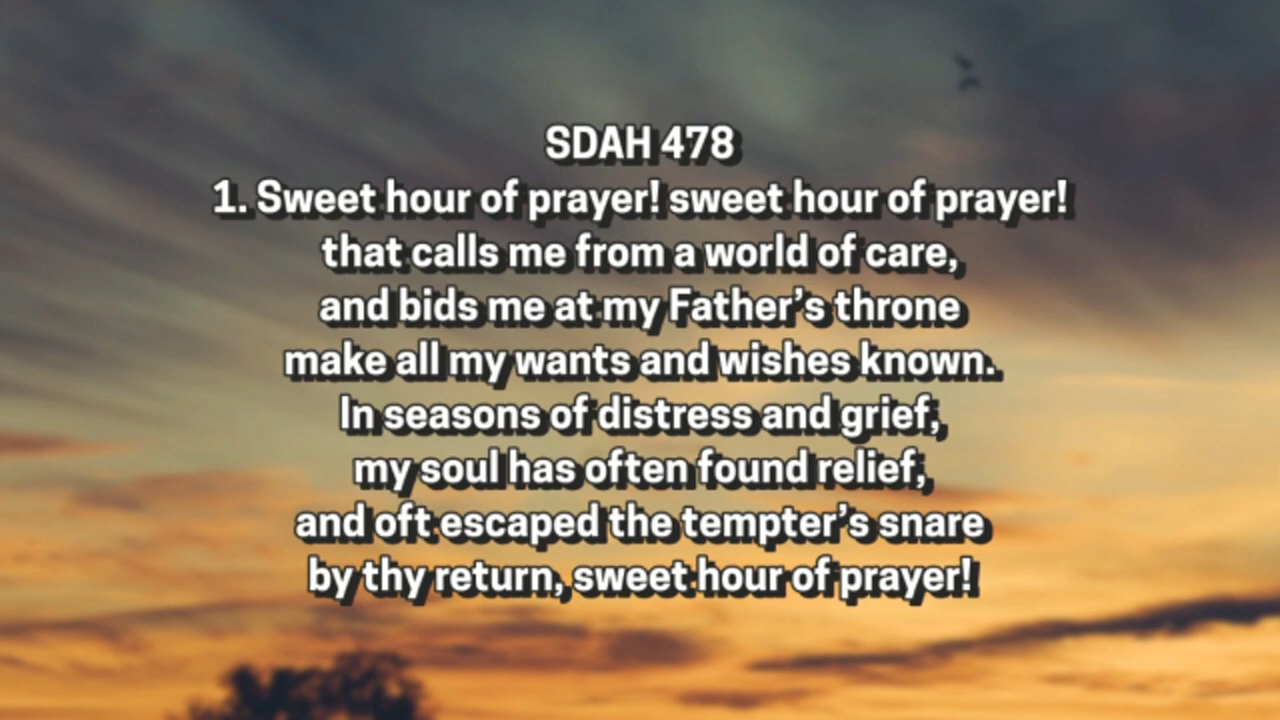 SDAH 478
1. Sweet hour of prayer! sweet hour of prayer!
that calls me from a world of care,
and bids me at my Father’s throne
make all my wants and wishes known.
In seasons of distress and grief,
my soul has often found relief,
and oft escaped the tempter’s snare
by thy return, sweet hour of prayer!